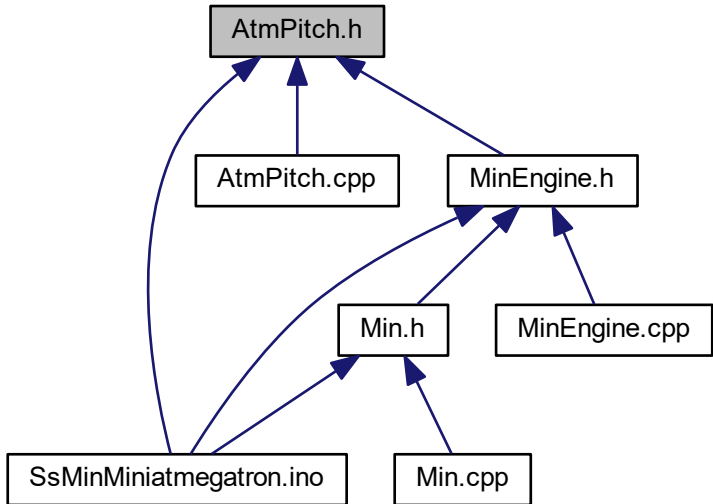 AtmPitch.h
AtmPitch.cpp
MinEngine.h
Min.h
MinEngine.cpp
SsMinMiniatmegatron.ino
Min.cpp